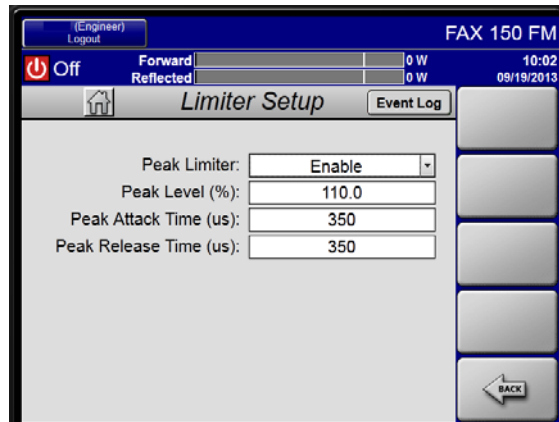 (Engineer)
Logout
FAX 150 FM
Off
Forward
0 W
Reflected
0 W
10:02
09/19/2013
Limiter Setup
Event Log
Peak Limiter: Enable
Peak Level (%): 110.0
Peak Attack Time (us): 350
Peak Release Time (us): 350
BACK